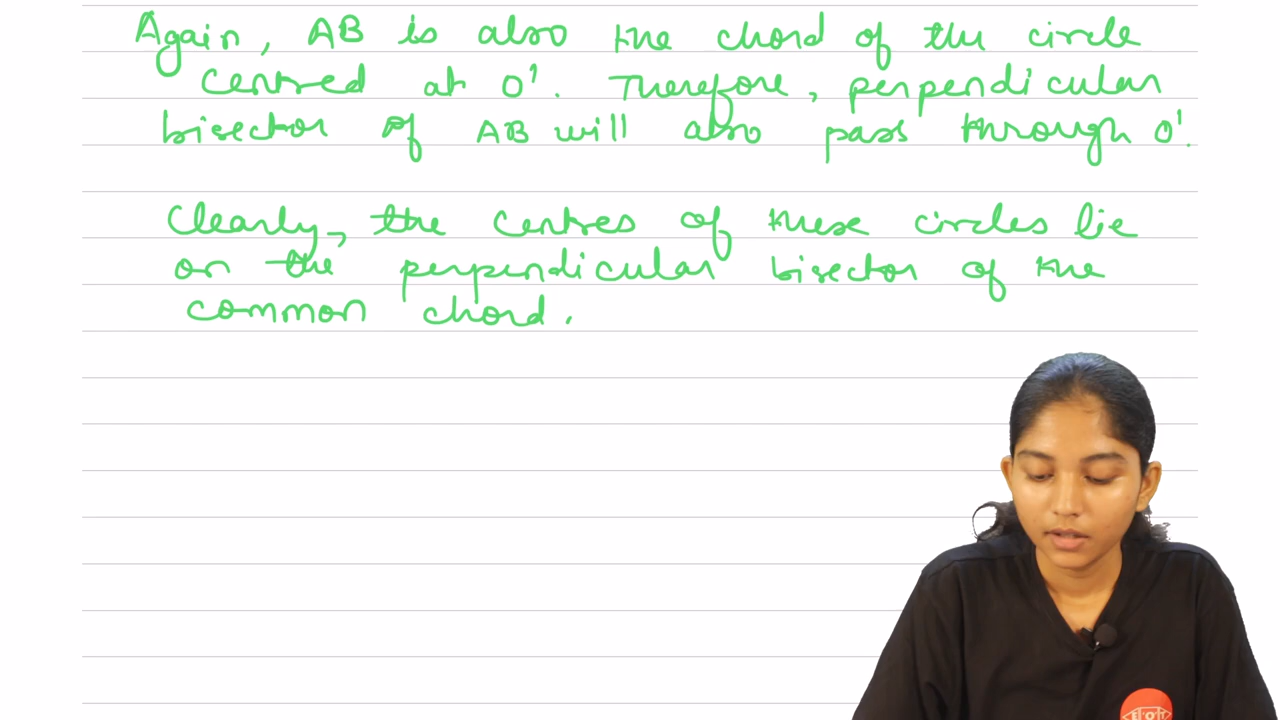 Again, AB is also the chord of the circle
centred at O'. Therefore, perpendicular
bisector of AB will also pass through O'.
Clearly, the centres of these circles lie
on the perpendicular bisector of the
common chord.